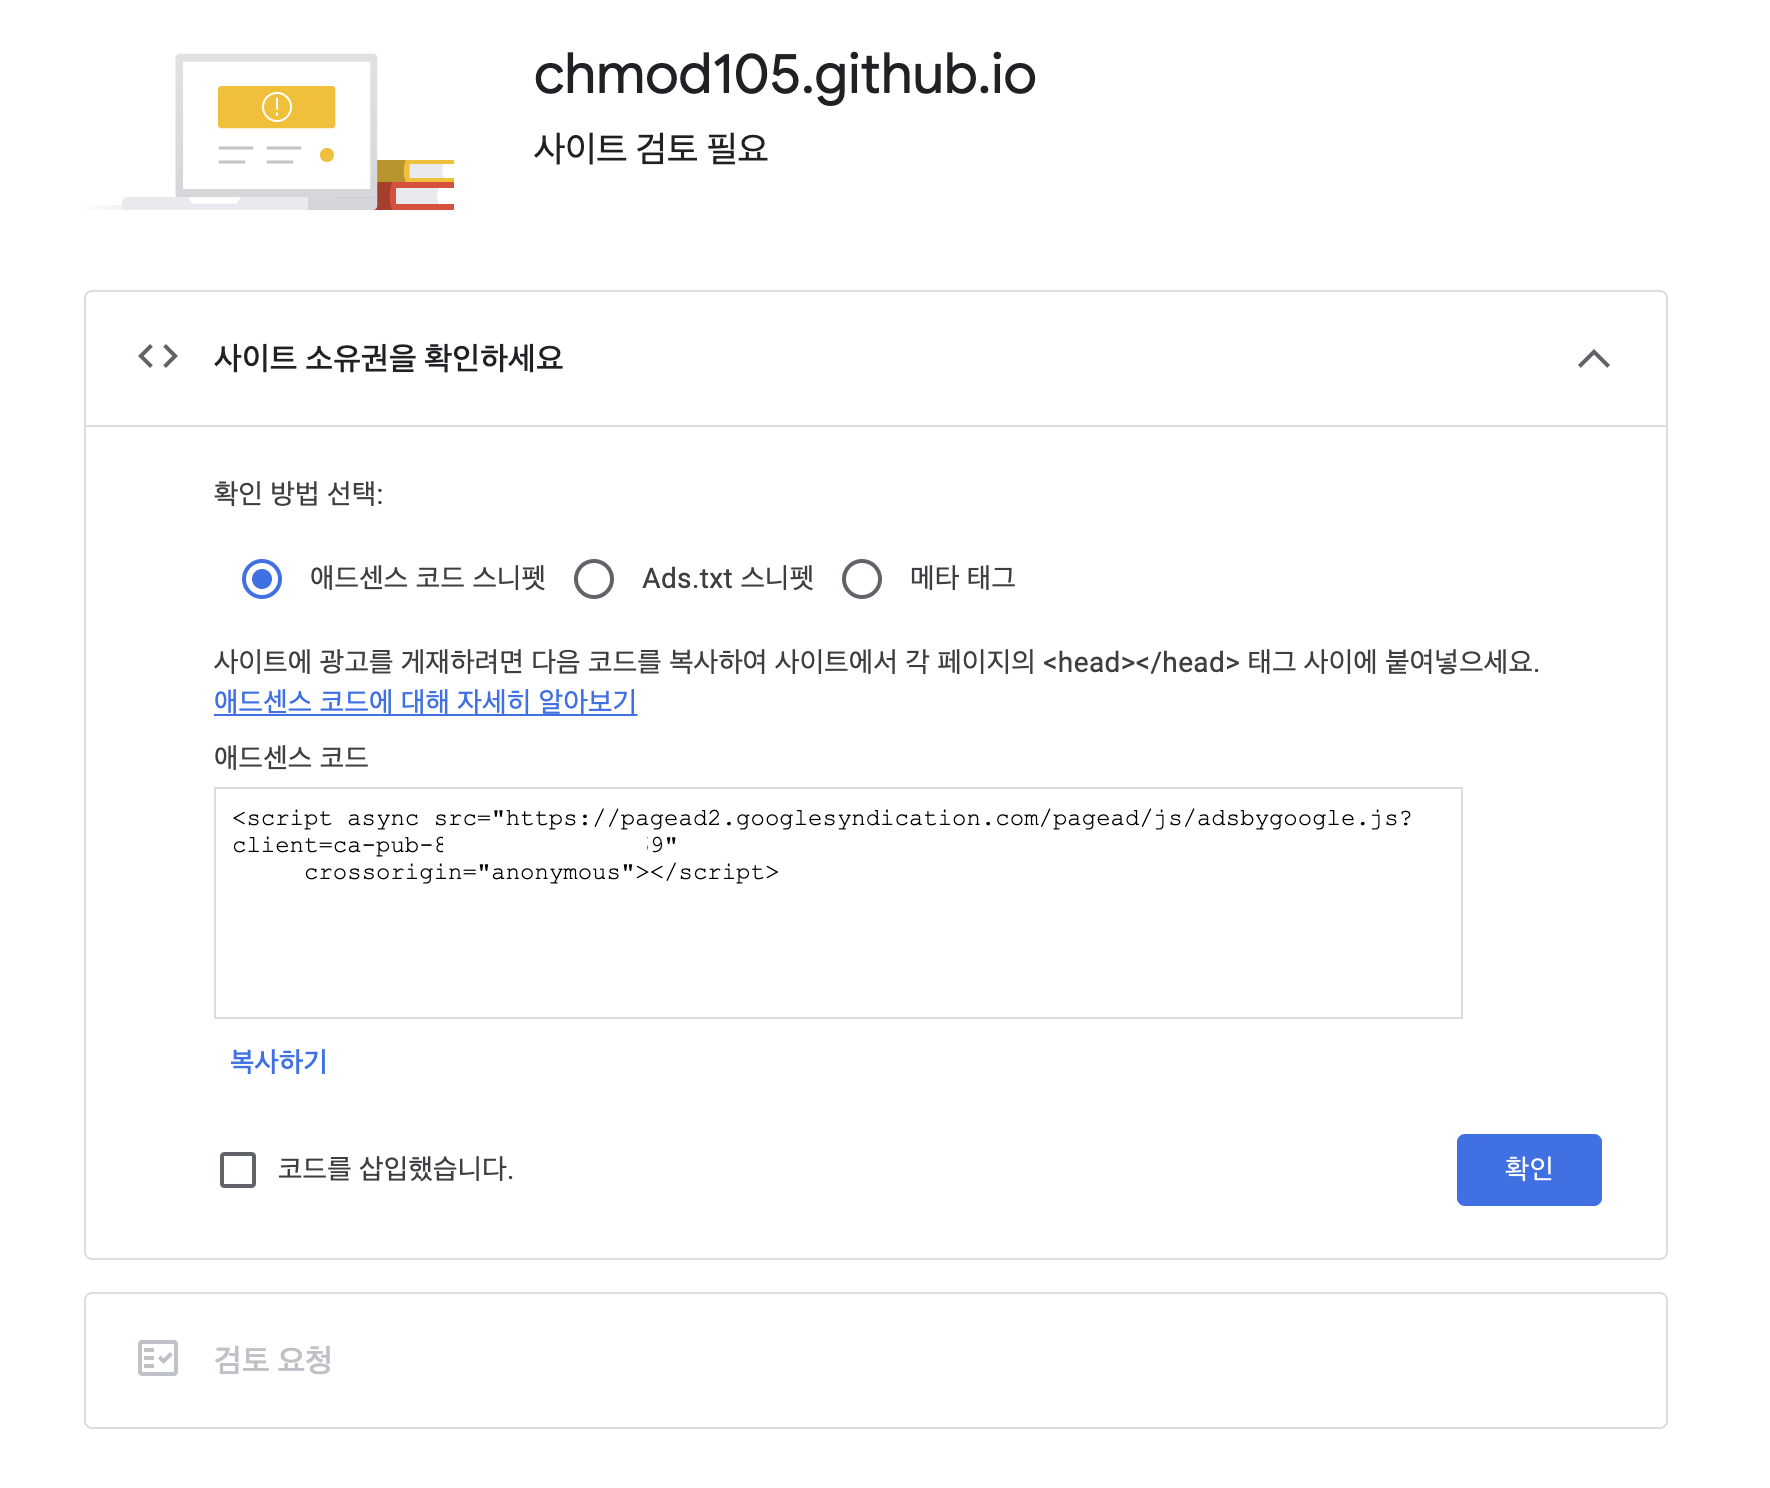 chmod105.github.io
사이트 검토 필요
사이트 소유권을 확인하세요
확인 방법 선택:
애드센스 코드 스니펫 Ads.txt 스니펫 메타 태그
사이트에 광고를 게재하려면 다음 코드를 복사하여 사이트에서 각 페이지의 <head></head> 태그 사이에 붙여넣으세요.
애드센스 코드에 대해 자세히 알아보기
애드센스 코드
<script async src="https://pagead2.googlesyndication.com/pagead/js/adsbygoogle.js?
client=ca-pub-8 9"
crossorigin="anonymous"></script>
복사하기
코드를 삽입했습니다.
확인
검토 요청